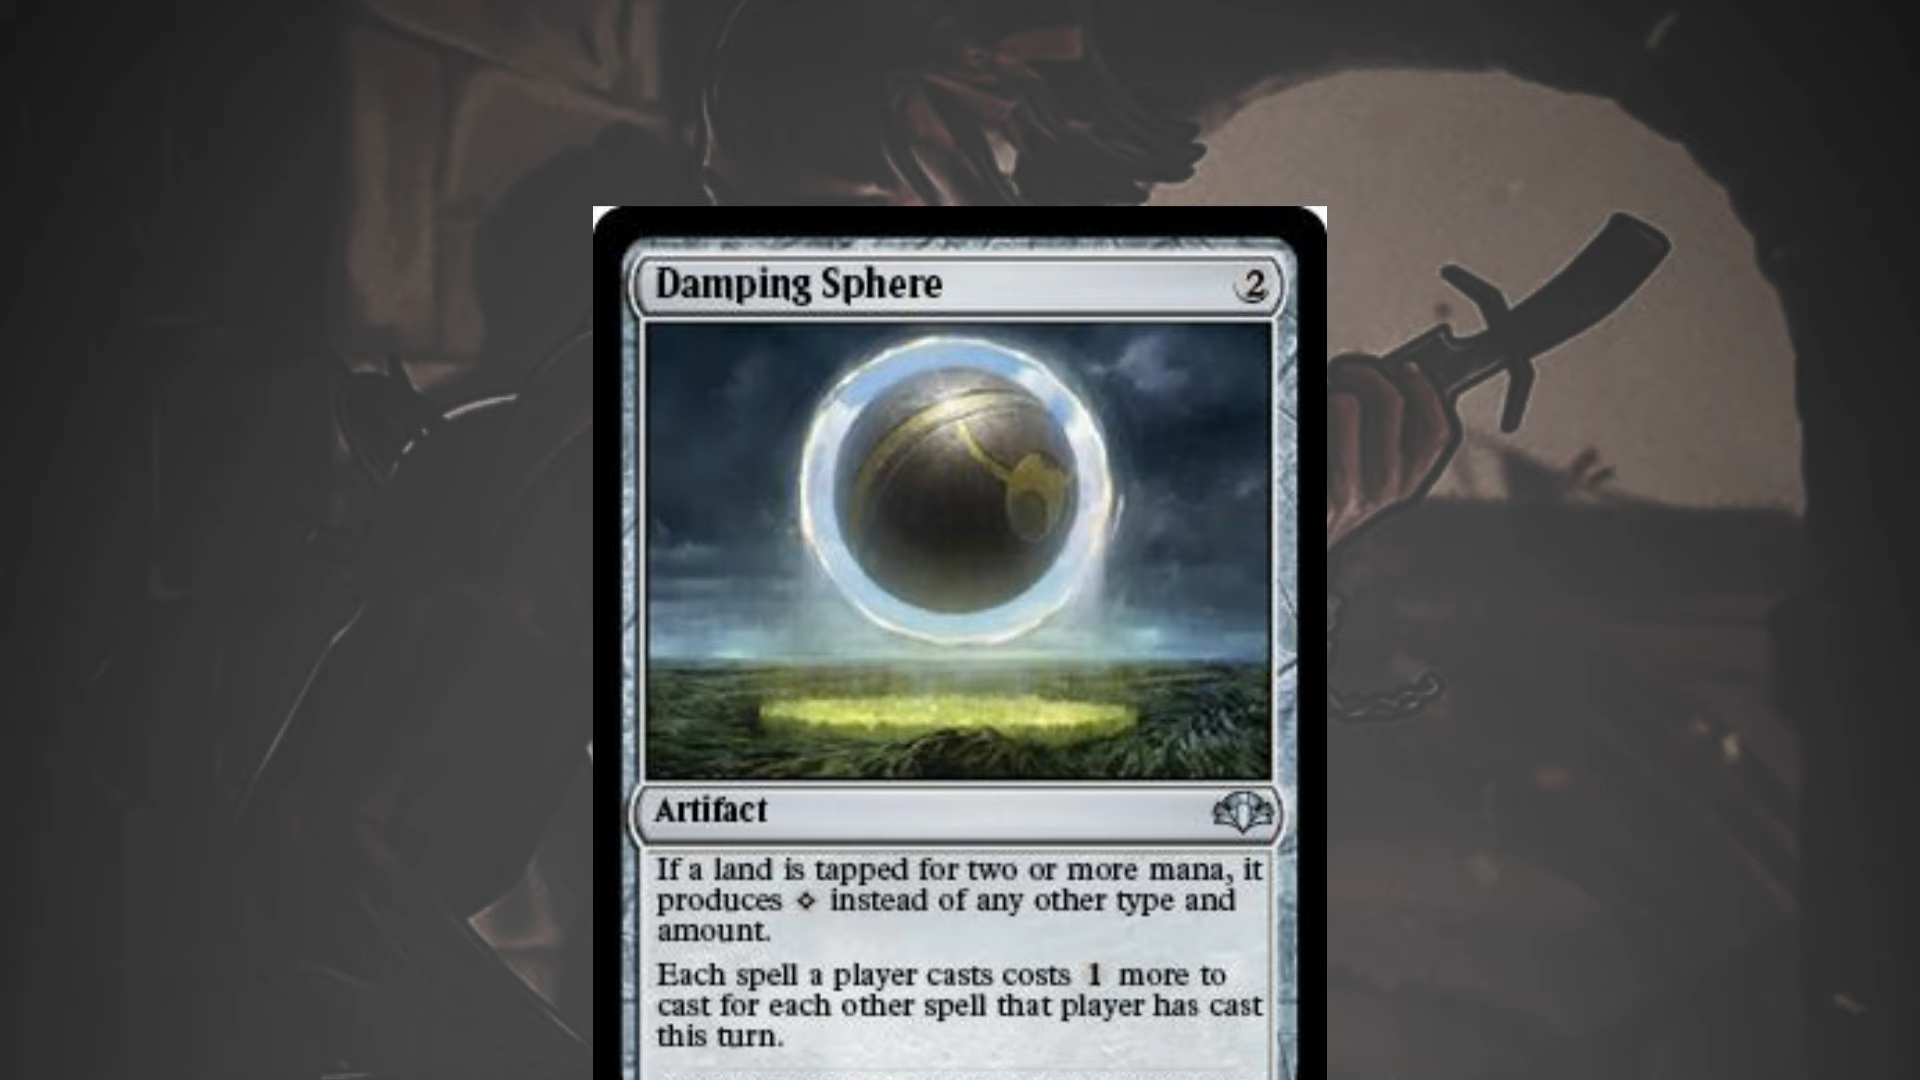 Damping Sphere 2
Artifact
If a land is tapped for two or more mana, it
produces ◇ instead of any other type and
amount.
Each spell a player casts costs 1 more to
cast for each other spell that player has cast
this turn.